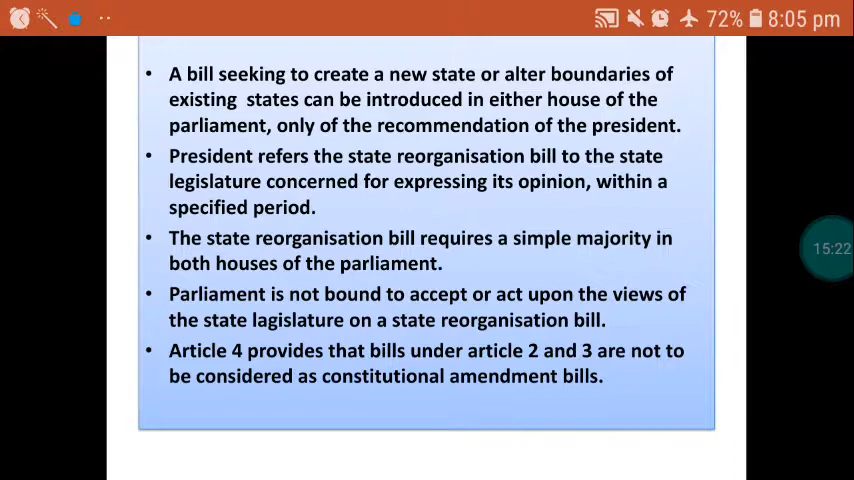 72% 8:05 pm
• A bill seeking to create a new state or alter boundaries of
existing states can be introduced in either house of the
parliament, only of the recommendation of the president.
• President refers the state reorganisation bill to the state
legislature concerned for expressing its opinion, within a
specified period.
• The state reorganisation bill requires a simple majority in
both houses of the parliament.
• Parliament is not bound to accept or act upon the views of
the state lagislature on a state reorganisation bill.
• Article 4 provides that bills under article 2 and 3 are not to
be considered as constitutional amendment bills.
15:22